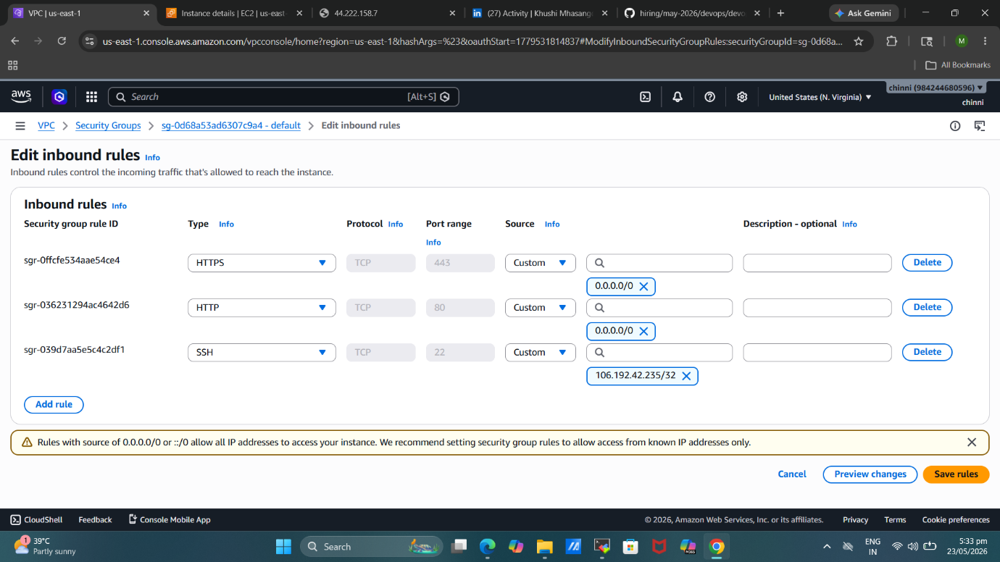 VPC | us-east-1
Instance details | EC2 | us-east-
44.222.158.7
(27) Activity | Khushi Mhasange
hiring/may-2026/devops/devo
Ask Gemini
us-east-1.console.aws.amazon.com/vpcconsole/home?region=us-east-1&hashArgs=%23&oauthStart=1779531814837#ModifyInboundSecurityGroupRules:securityGroupId=sg-0d68a...
M
All Bookmarks
aws
Search
[Alt+S]
United States (N. Virginia)
chinni (984244680596)
chinni
VPC
Security Groups
sg-0d68a53ad6307c9a4 - default
Edit inbound rules
Edit inbound rules Info
Inbound rules control the incoming traffic that's allowed to reach the instance.
Inbound rules Info
Security group rule ID
Type Info
Protocol Info
Port range
Info
Source Info
Description - optional Info
sgr-0ffcfe534aae54ce4
HTTPS
TCP
443
Custom
Delete
0.0.0.0/0
sgr-036231294ac4642d6
HTTP
TCP
80
Custom
Delete
0.0.0.0/0
sgr-039d7aa5e5c4c2df1
SSH
TCP
22
Custom
Delete
106.192.42.235/32
Add rule
Rules with source of 0.0.0.0/0 or ::/0 allow all IP addresses to access your instance. We recommend setting security group rules to allow access from known IP addresses only.
Cancel
Preview changes
Save rules
CloudShell
Feedback
Console Mobile App
© 2026, Amazon Web Services, Inc. or its affiliates.
Privacy
Terms
Cookie preferences
1
39°C
Partly sunny
Search
M365
ENG
IN
5:33 pm
23/05/2026